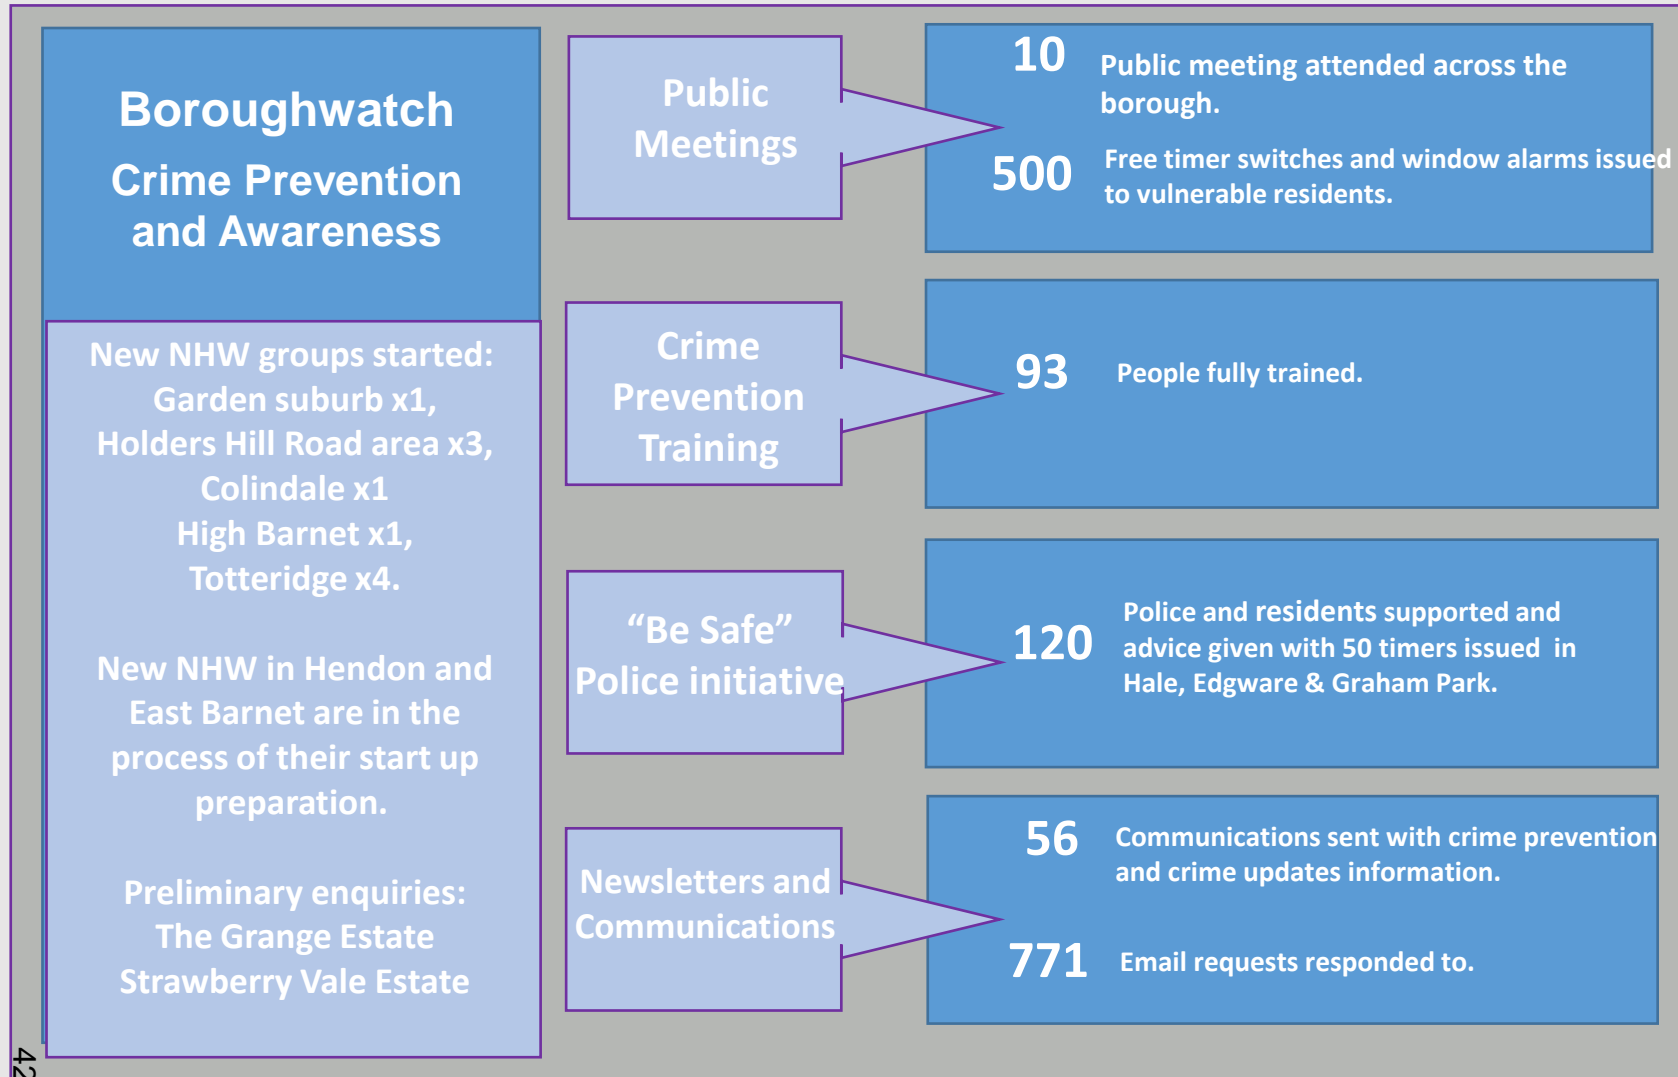 Boroughwatch
Crime Prevention
and Awareness
New NHW groups started:
Garden suburb x1,
Holders Hill Road area x3,
Colindale x1
High Barnet x1,
Totteridge x4.
New NHW in Hendon and
East Barnet are in the
process of their start up
preparation.
Preliminary enquiries:
The Grange Estate
Strawberry Vale Estate
Public
Meetings
10
Public meeting attended across the
borough.
500
Free timer switches and window alarms issued
to vulnerable residents.
Crime
Prevention
Training
93
People fully trained.
“Be Safe”
Police initiative
120
Police and residents supported and
advice given with 50 timers issued in
Hale, Edgware & Graham Park.
Newsletters and
Communications
56
Communications sent with crime prevention
and crime updates information.
771
Email requests responded to.
42